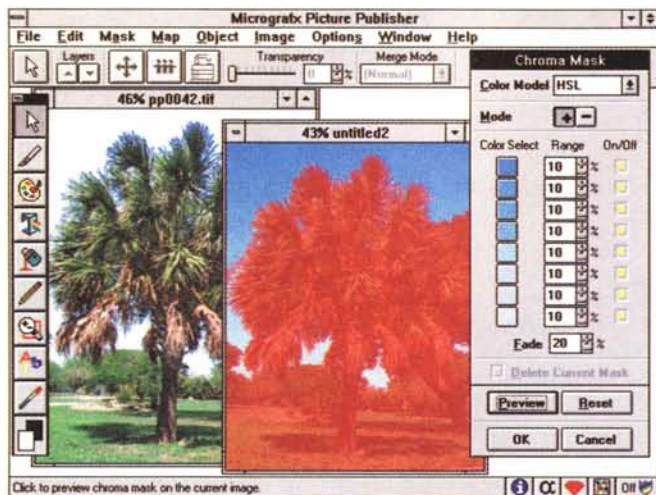 Micrografx Picture Publisher
File Edit Mask Map Object Image Options Window Help
Layers
Transparency
0 %
Merge Mode
(Normal)
46% pp0042.tif
43% untitled2
Chroma Mask
Color Model HSL
Mode + -
Color Select Range On/Off
10 %
10 %
10 %
10 %
10 %
10 %
10 %
10 %
Fade 20 %
Delete Current Mask
Preview Reset
OK Cancel
Click to preview chroma mask on the current image.
Off